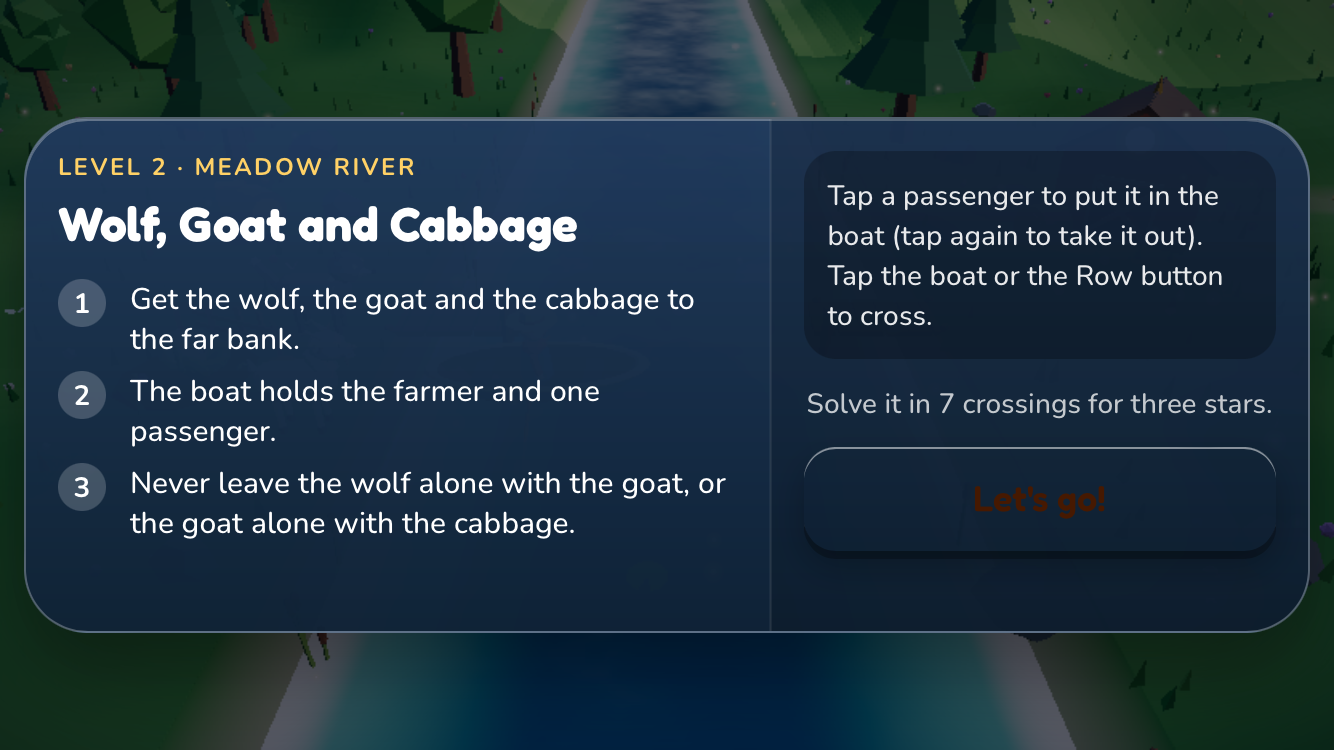 LEVEL 2 · MEADOW RIVER
Wolf, Goat and Cabbage
1
Get the wolf, the goat and the cabbage to
the far bank.
2
The boat holds the farmer and one
passenger.
3
Never leave the wolf alone with the goat, or
the goat alone with the cabbage.
Tap a passenger to put it in the
boat (tap again to take it out).
Tap the boat or the Row button
to cross.
Solve it in 7 crossings for three stars.
Let's go!